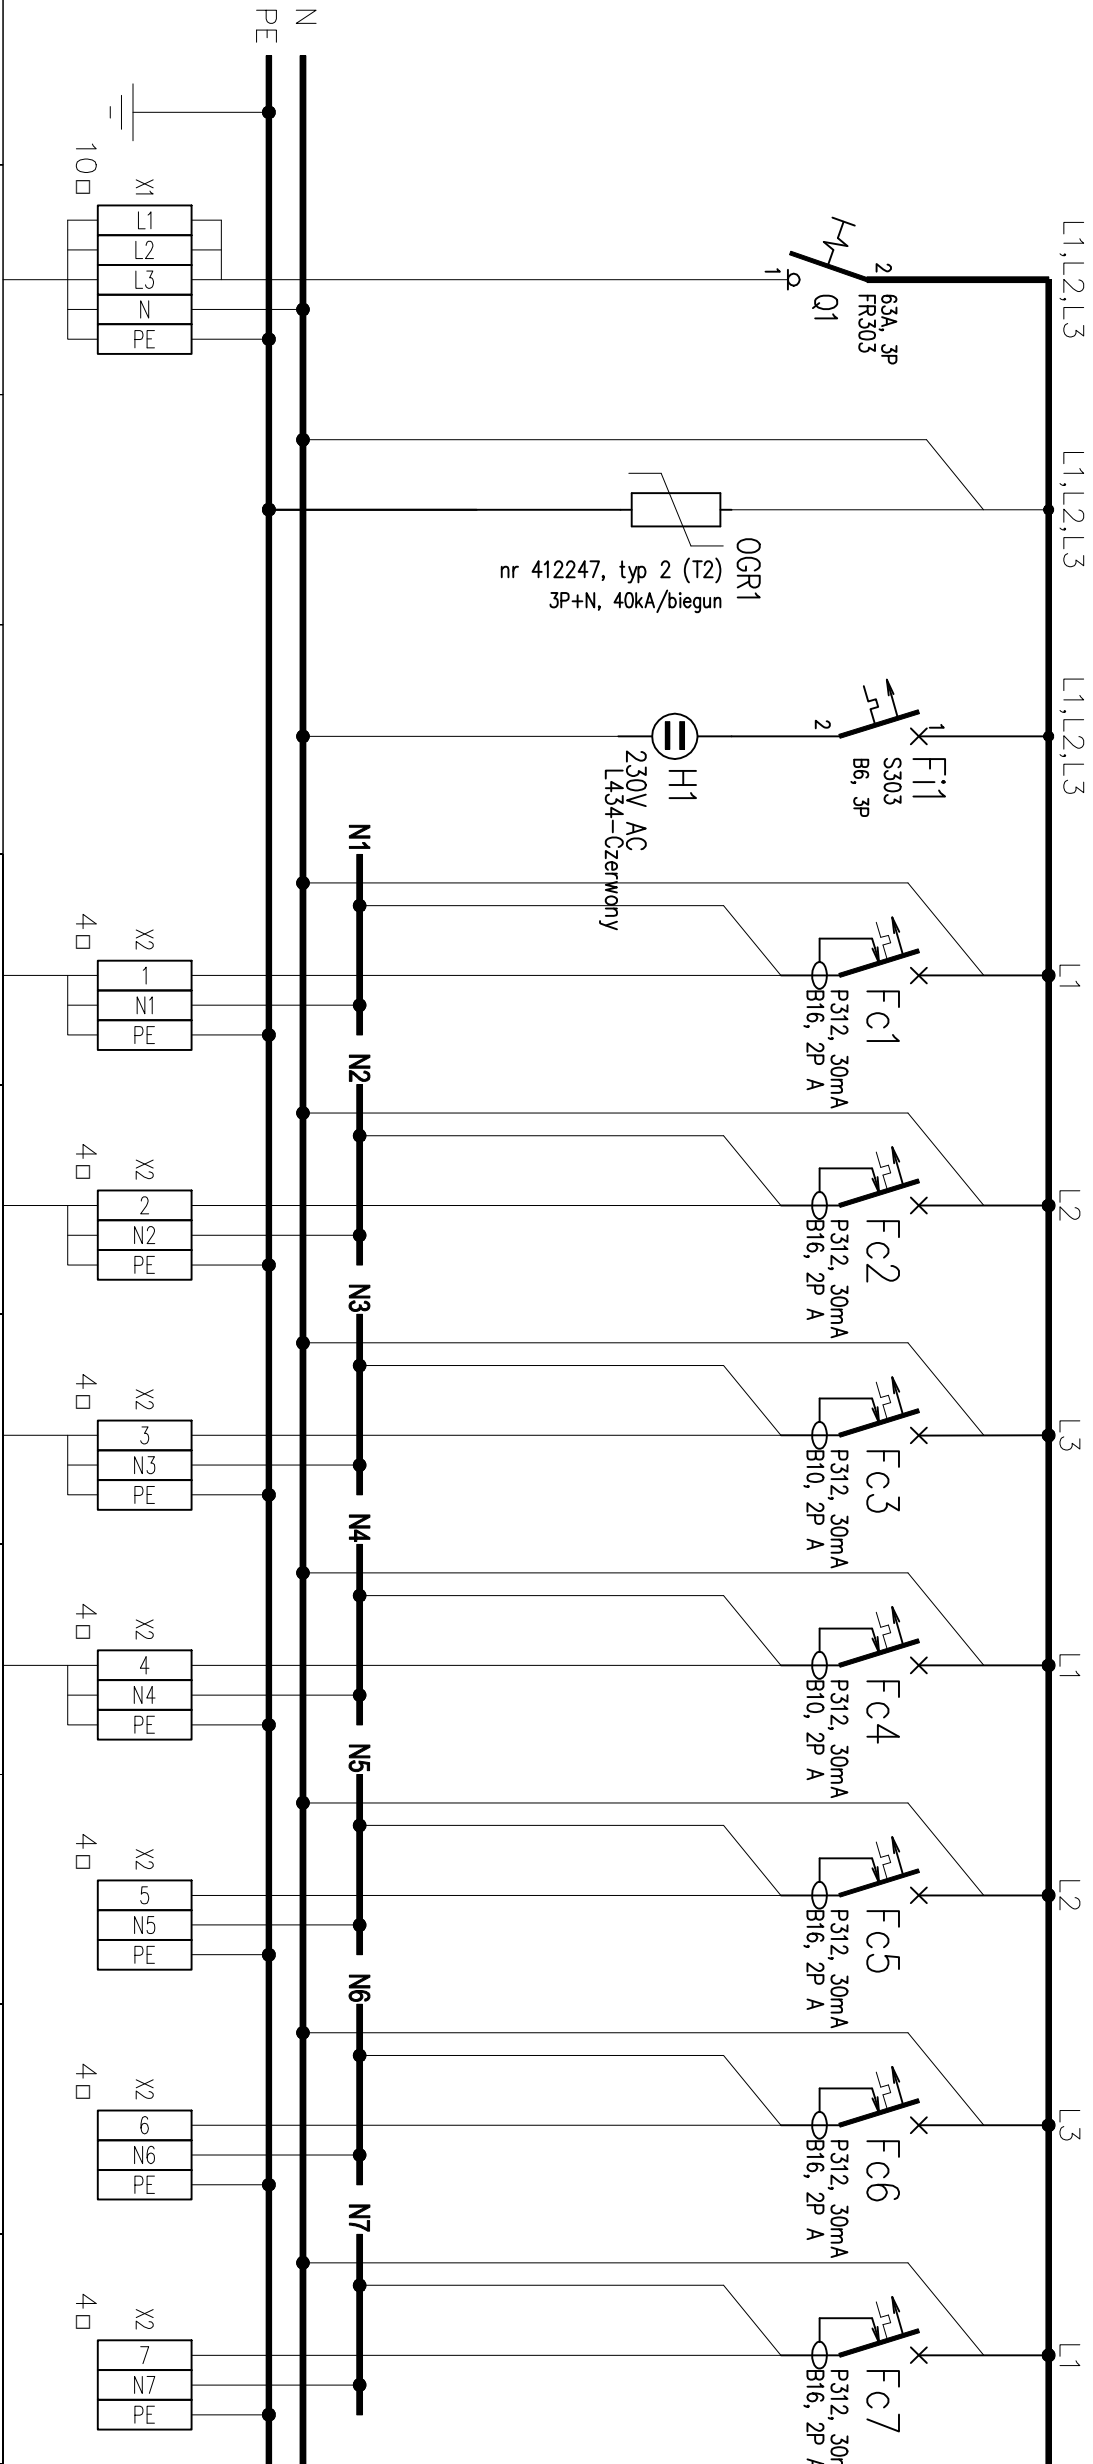 L1,L2,L3
L1,L2,L3
L1,L2,L3
L1
L2
L3
L1
L2
L3
L1
2
63A, 3P
FR303
1
Q1
OGR1
nr 412247, typ 2 (T2)
3P+N, 40kA/biegun
1
Fi1
S303
B6, 3P
2
H1
230V AC
L434-Czerwony
Fc1
P312, 30mA
B16, 2P A
Fc2
P312, 30mA
B16, 2P A
Fc3
P312, 30mA
B10, 2P A
Fc4
P312, 30mA
B10, 2P A
Fc5
P312, 30mA
B16, 2P A
Fc6
P312, 30mA
B16, 2P A
Fc7
P312, 30m
B16, 2P A
N1
N2
N3
N4
N5
N6
N7
N
PE
X1
10□
L1
L2
L3
N
PE
X2
4□
1
N1
PE
X2
4□
2
N2
PE
X2
4□
3
N3
PE
X2
4□
4
N4
PE
X2
4□
5
N5
PE
X2
4□
6
N6
PE
X2
4□
7
N7
PE